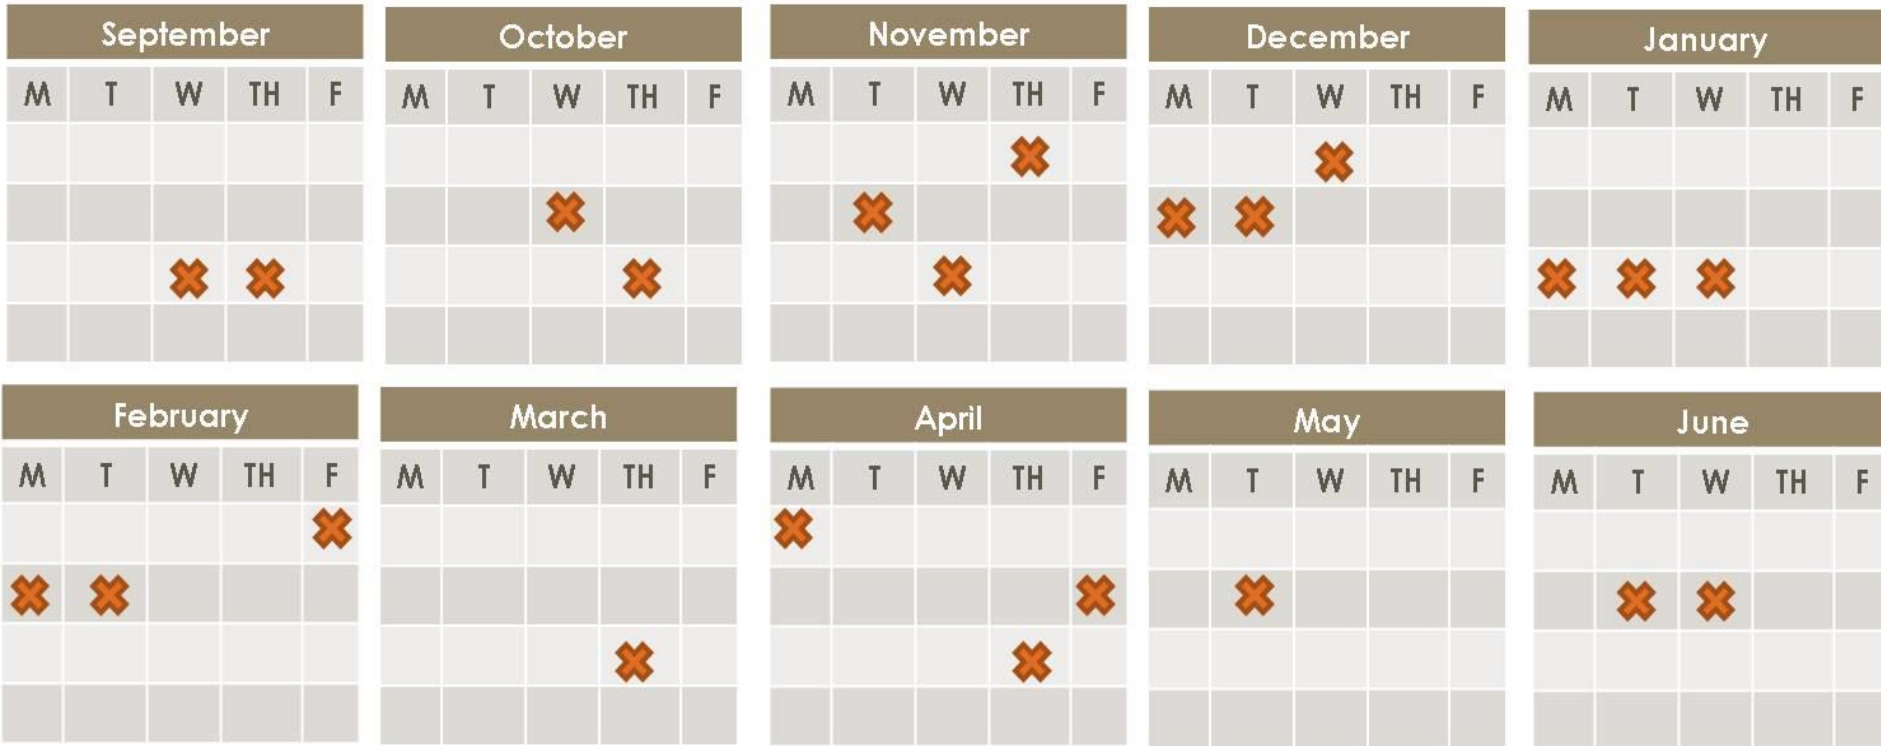 September October November December January
M T W TH F M T W TH F M T W TH F M T W TH F M T W TH F
February March April May June
M T W TH F M T W TH F M T W TH F M T W TH F M T W TH F